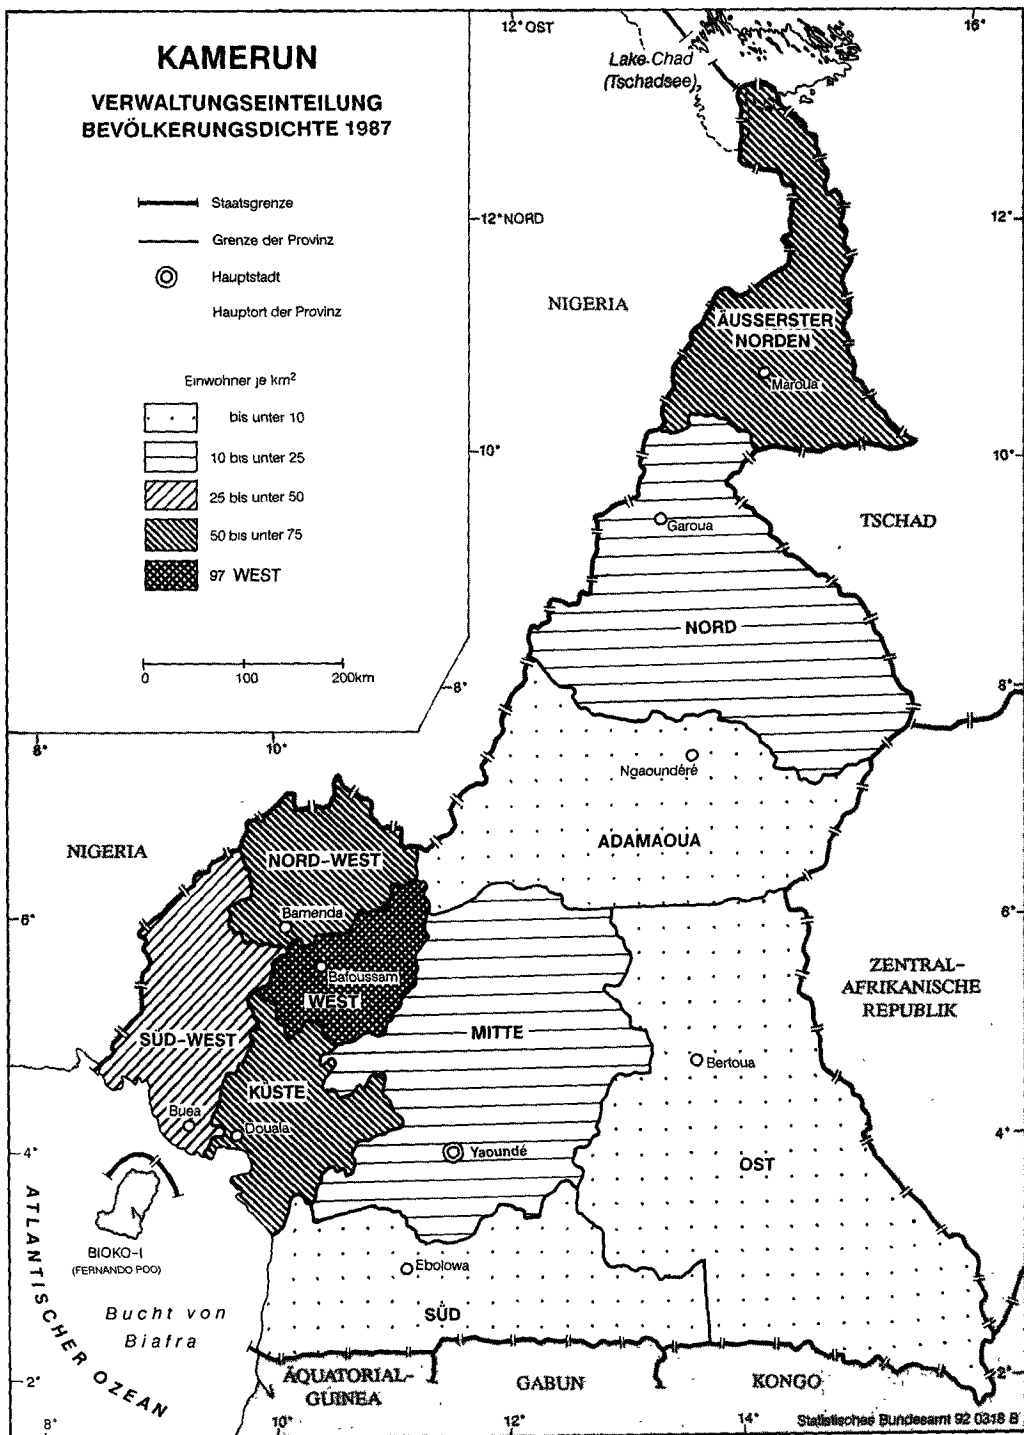 KAMERUN
VERWALTUNGSEINTEILUNG
BEVÖLKERUNGSDICHTE 1987
Staatsgrenze
Grenze der Provinz
Hauptstadt
Hauptort der Provinz
Einwohner je km²
bis unter 10
10 bis unter 25
25 bis unter 50
50 bis unter 75
97 WEST
0 100 200km
12° OST
16°
Lake-Chad
(Tschadsee)
12° NORD
12°
NIGERIA
ÄUSSERSTER
NORDEN
Maroua
10°
10°
TSCHAD
Garoua
NORD
8°
8°
8°
10°
Ngaoundéré
ADAMAOUA
NIGERIA
NORD-WEST
Bamenda
6°
6°
Bafoussam
WEST
ZENTRAL-
AFRIKANISCHE
REPUBLIK
SÜD-WEST
MITTE
Bertoua
KÜSTE
Buea
Douala
4°
4°
Yaoundé
OST
ATLANTISCHER OZEAN
BIOKO-I
(FERNANDO POO)
Ebolowa
Bucht von
Biafra
SÜD
ÄQUATORIAL-
GUINEA
GABUN
KONGO
2°
2°
8°
10°
12°
14°
Statistisches Bundesamt 92 0318 B